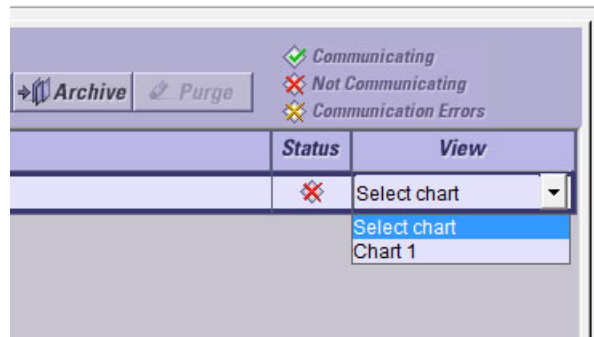 Communicating
Archive Purge Not Communicating
Communication Errors
Status View
Select chart
Select chart
Chart 1